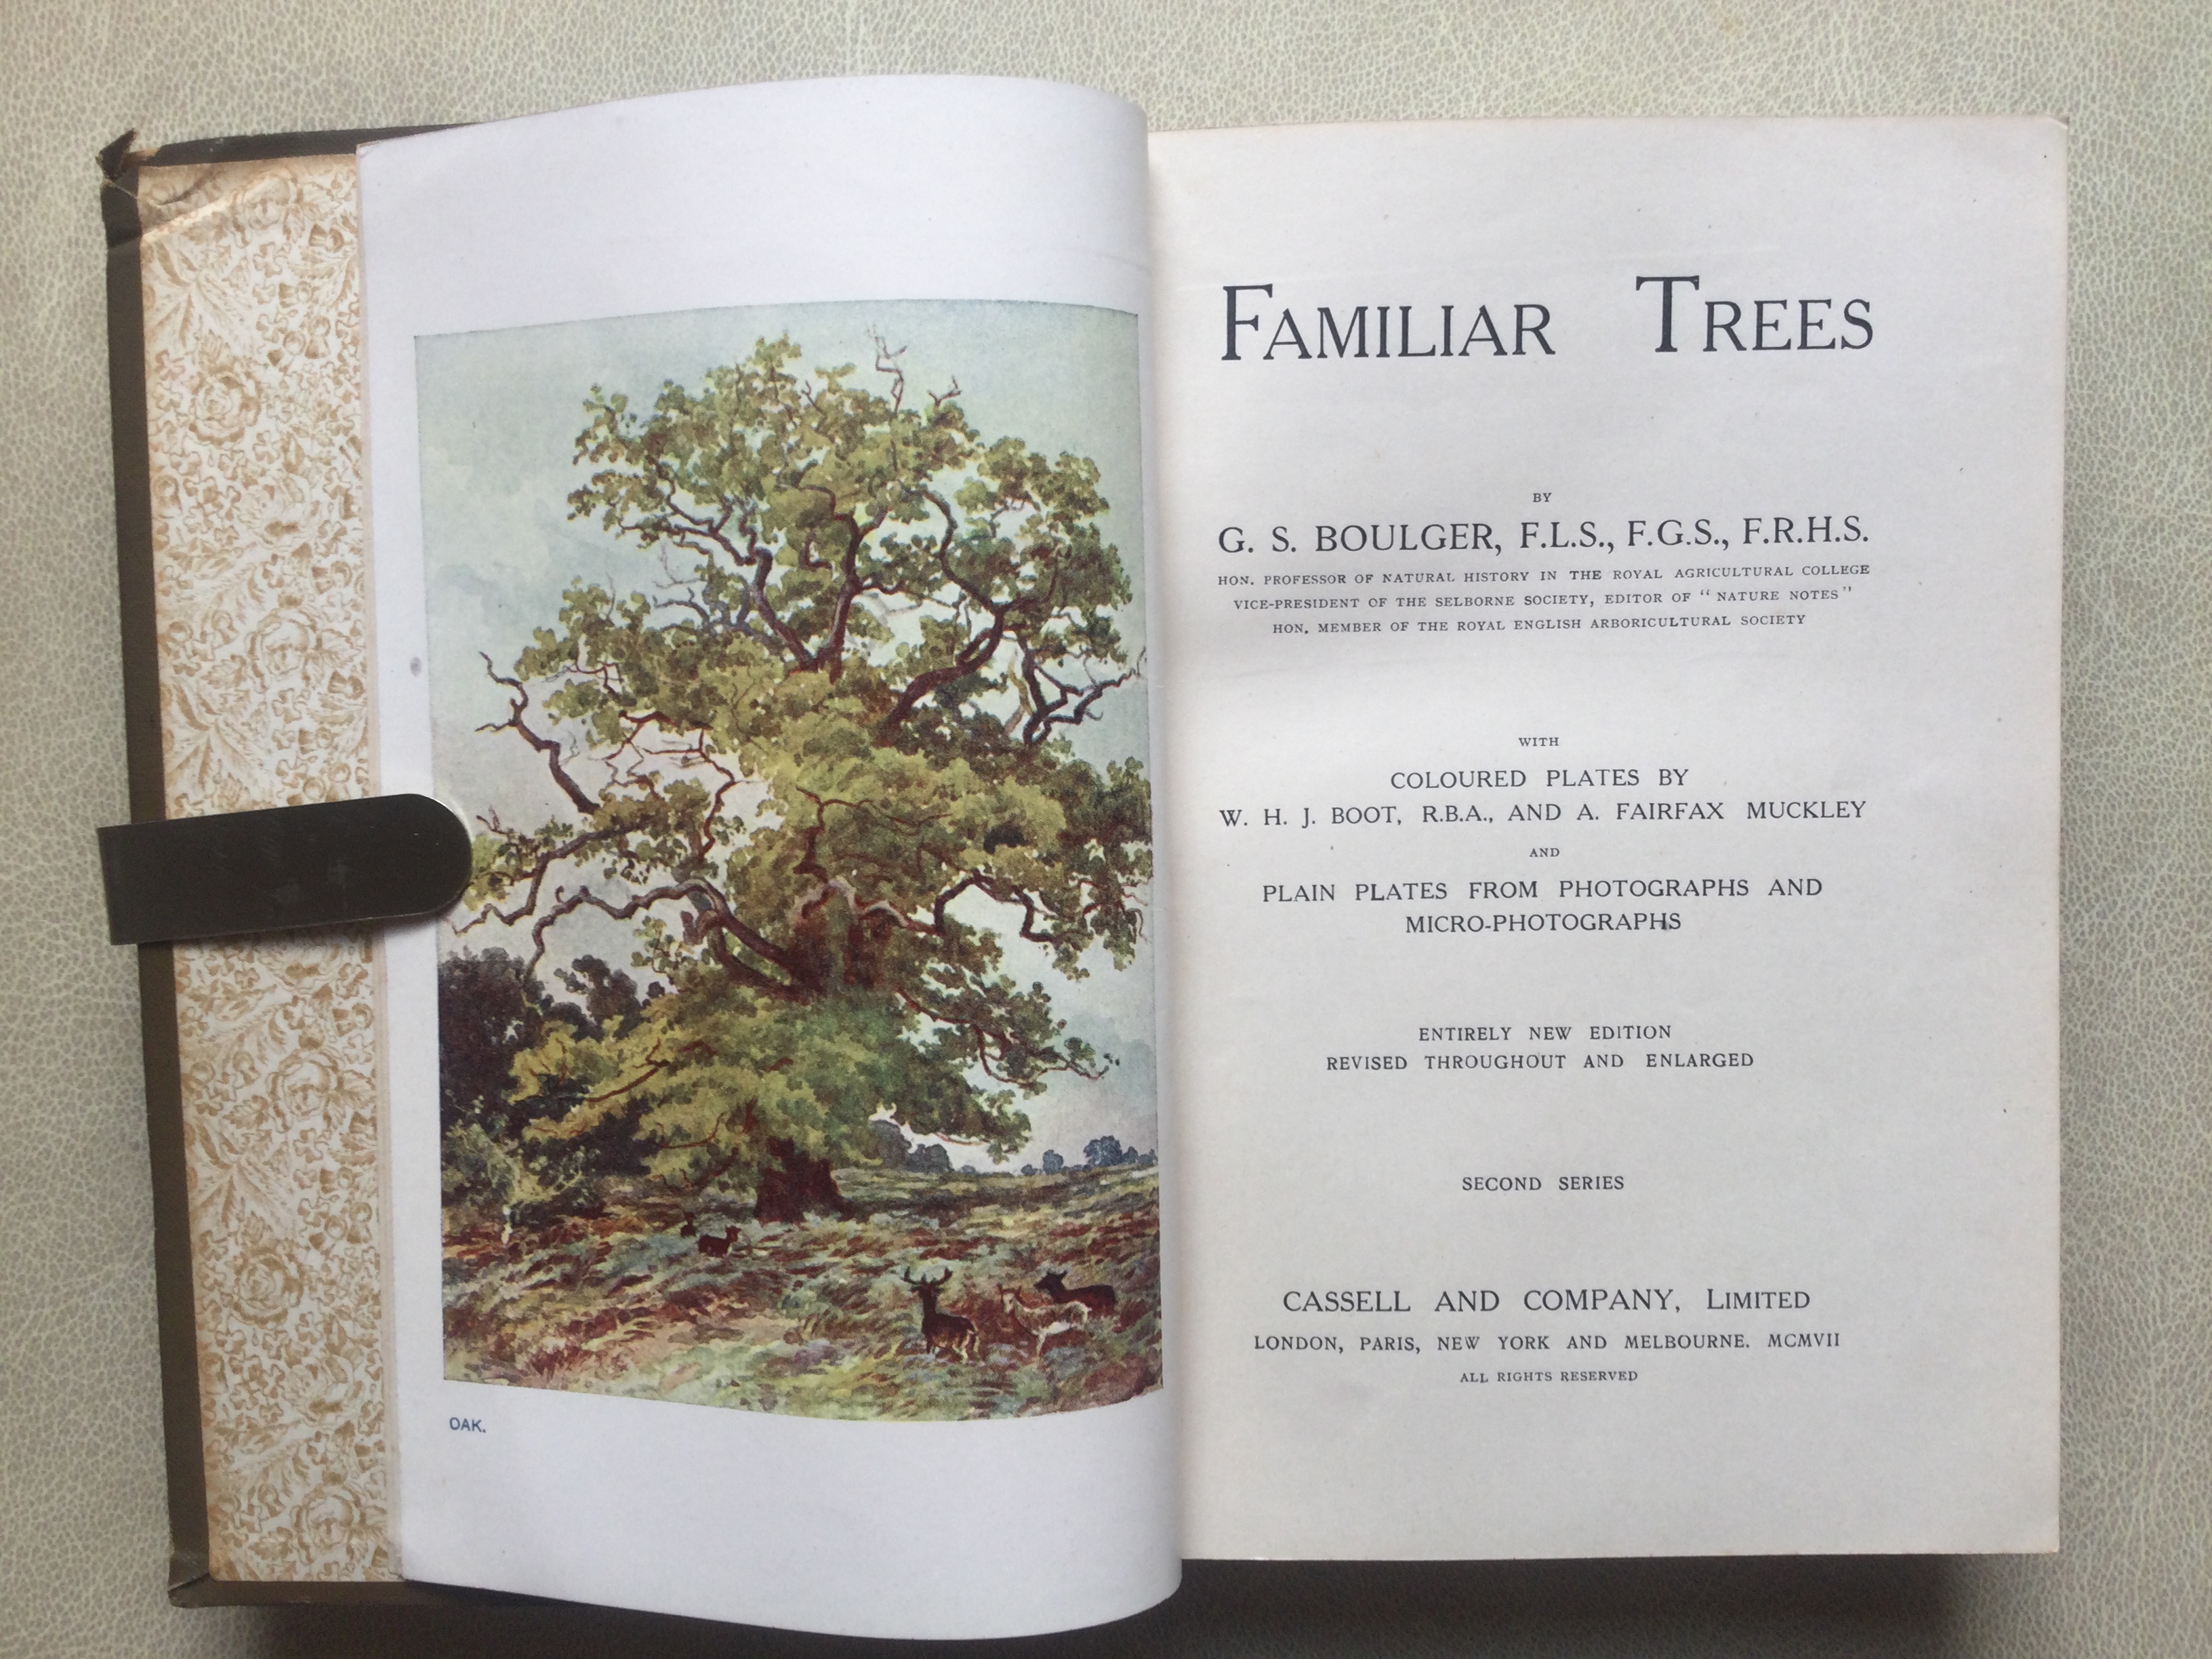 OAK.
FAMILIAR TREES
BY
G. S. BOULGER, F.L.S., F.G.S., F.R.H.S.
HON. PROFESSOR OF NATURAL HISTORY IN THE ROYAL AGRICULTURAL COLLEGE
VICE-PRESIDENT OF THE SELBORNE SOCIETY, EDITOR OF "NATURE NOTES"
HON. MEMBER OF THE ROYAL ENGLISH ARBORICULTURAL SOCIETY
WITH
COLOURED PLATES BY
W. H. J. BOOT, R.B.A., AND A. FAIRFAX MUCKLEY
AND
PLAIN PLATES FROM PHOTOGRAPHS AND
MICRO-PHOTOGRAPHS
ENTIRELY NEW EDITION
REVISED THROUGHOUT AND ENLARGED
SECOND SERIES
CASSELL AND COMPANY, LIMITED
LONDON, PARIS, NEW YORK AND MELBOURNE. MCMVII
ALL RIGHTS RESERVED